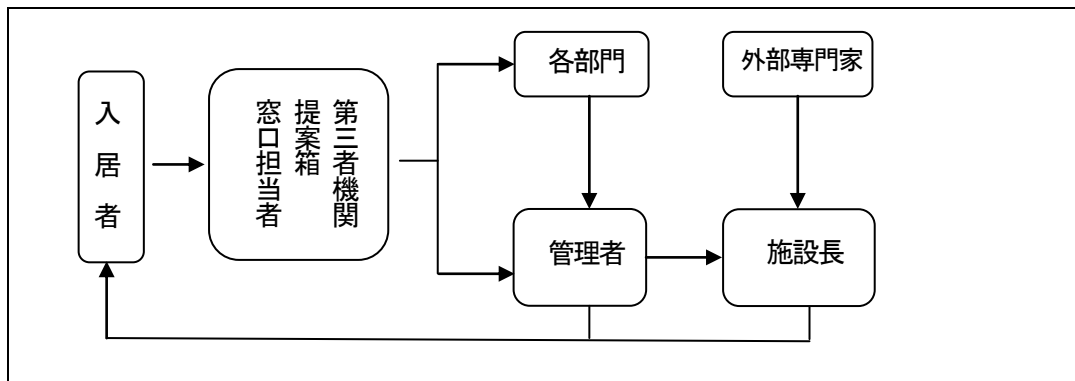 入居者
第三者機関
提案箱
窓口担当者
各部門
外部専門家
管理者
施設長